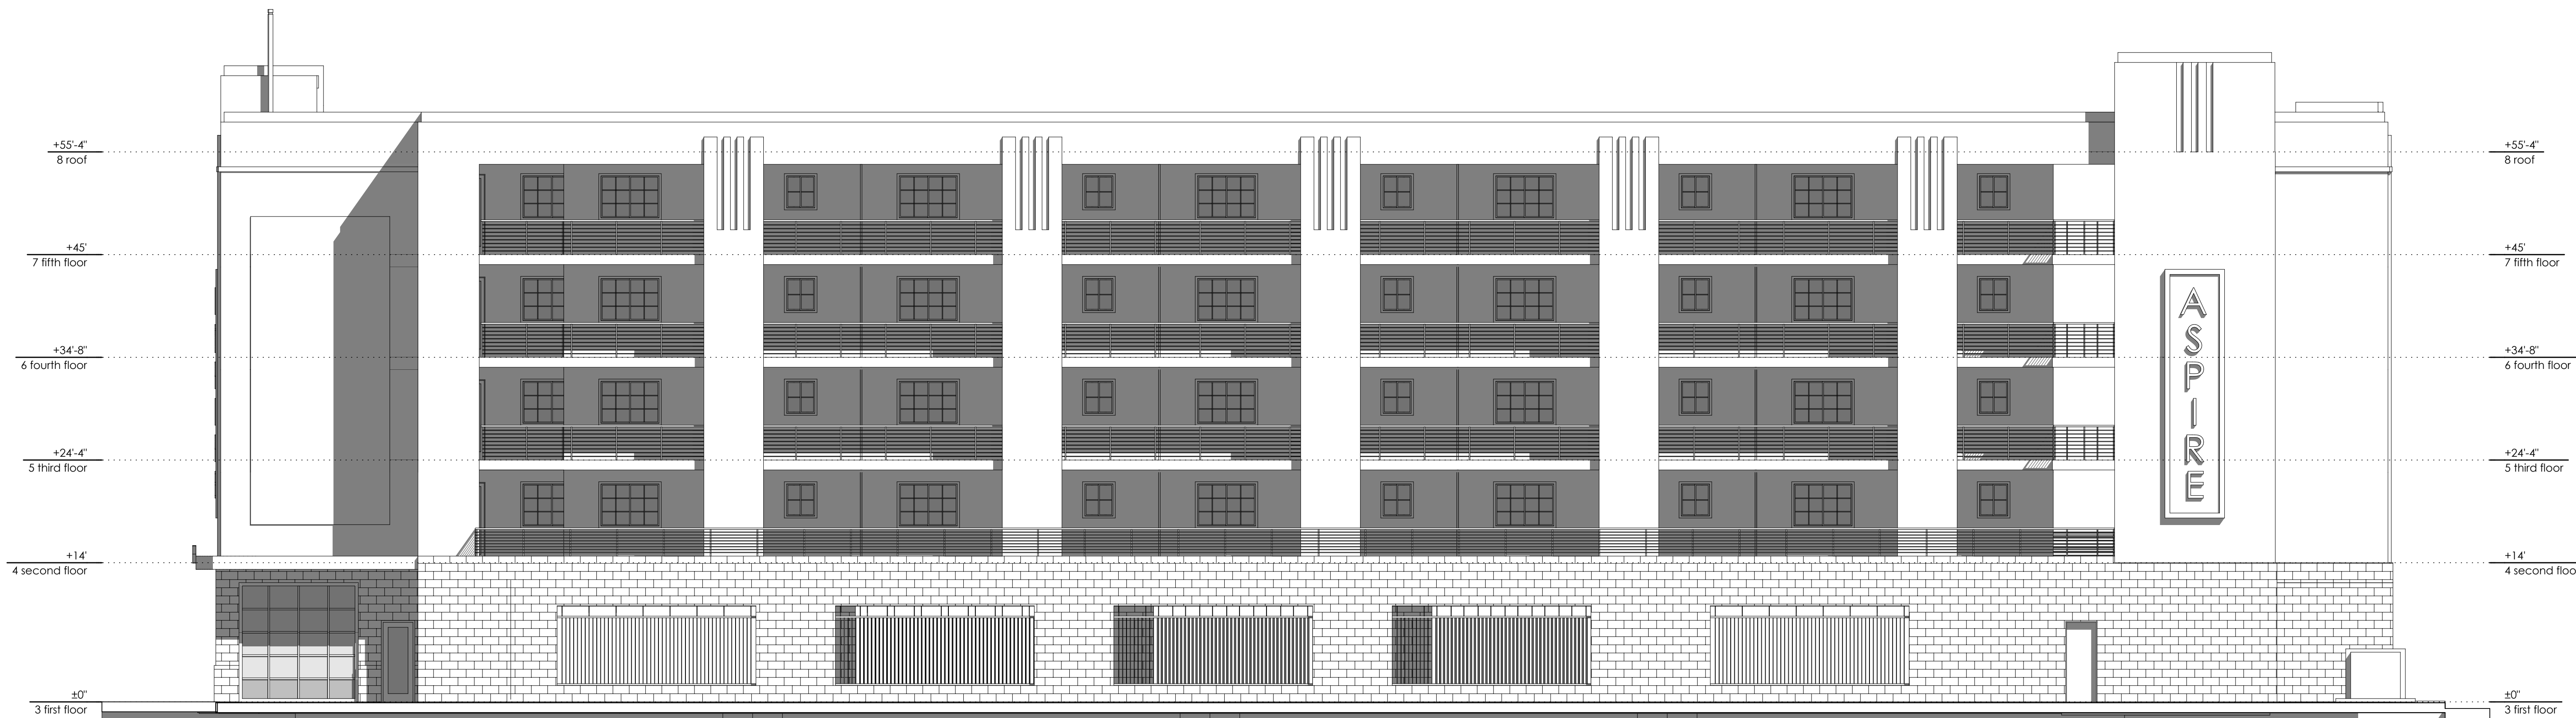 +55'-4"
8 roof
+45'
7 fifth floor
+34'-8"
6 fourth floor
+24'-4"
5 third floor
+14'
4 second floor
±0"
3 first floor
ASPIRE
+55'-4"
8 roof
+45'
7 fifth floor
+34'-8"
6 fourth floor
+24'-4"
5 third floor
+14'
4 second floo
±0"
3 first floor